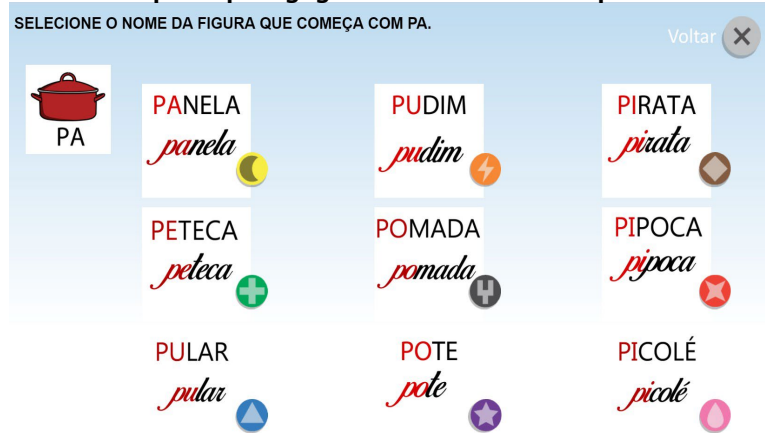 SELECIONE O NOME DA FIGURA QUE COMEÇA COM PA.
Voltar
PA
PANELA
panela
PUDIM
pudim
PIRATA
pirata
PETECA
peteca
POMADA
pomada
PIPOCA
pipoca
PULAR
pular
POTE
pote
PICOLÉ
picolé